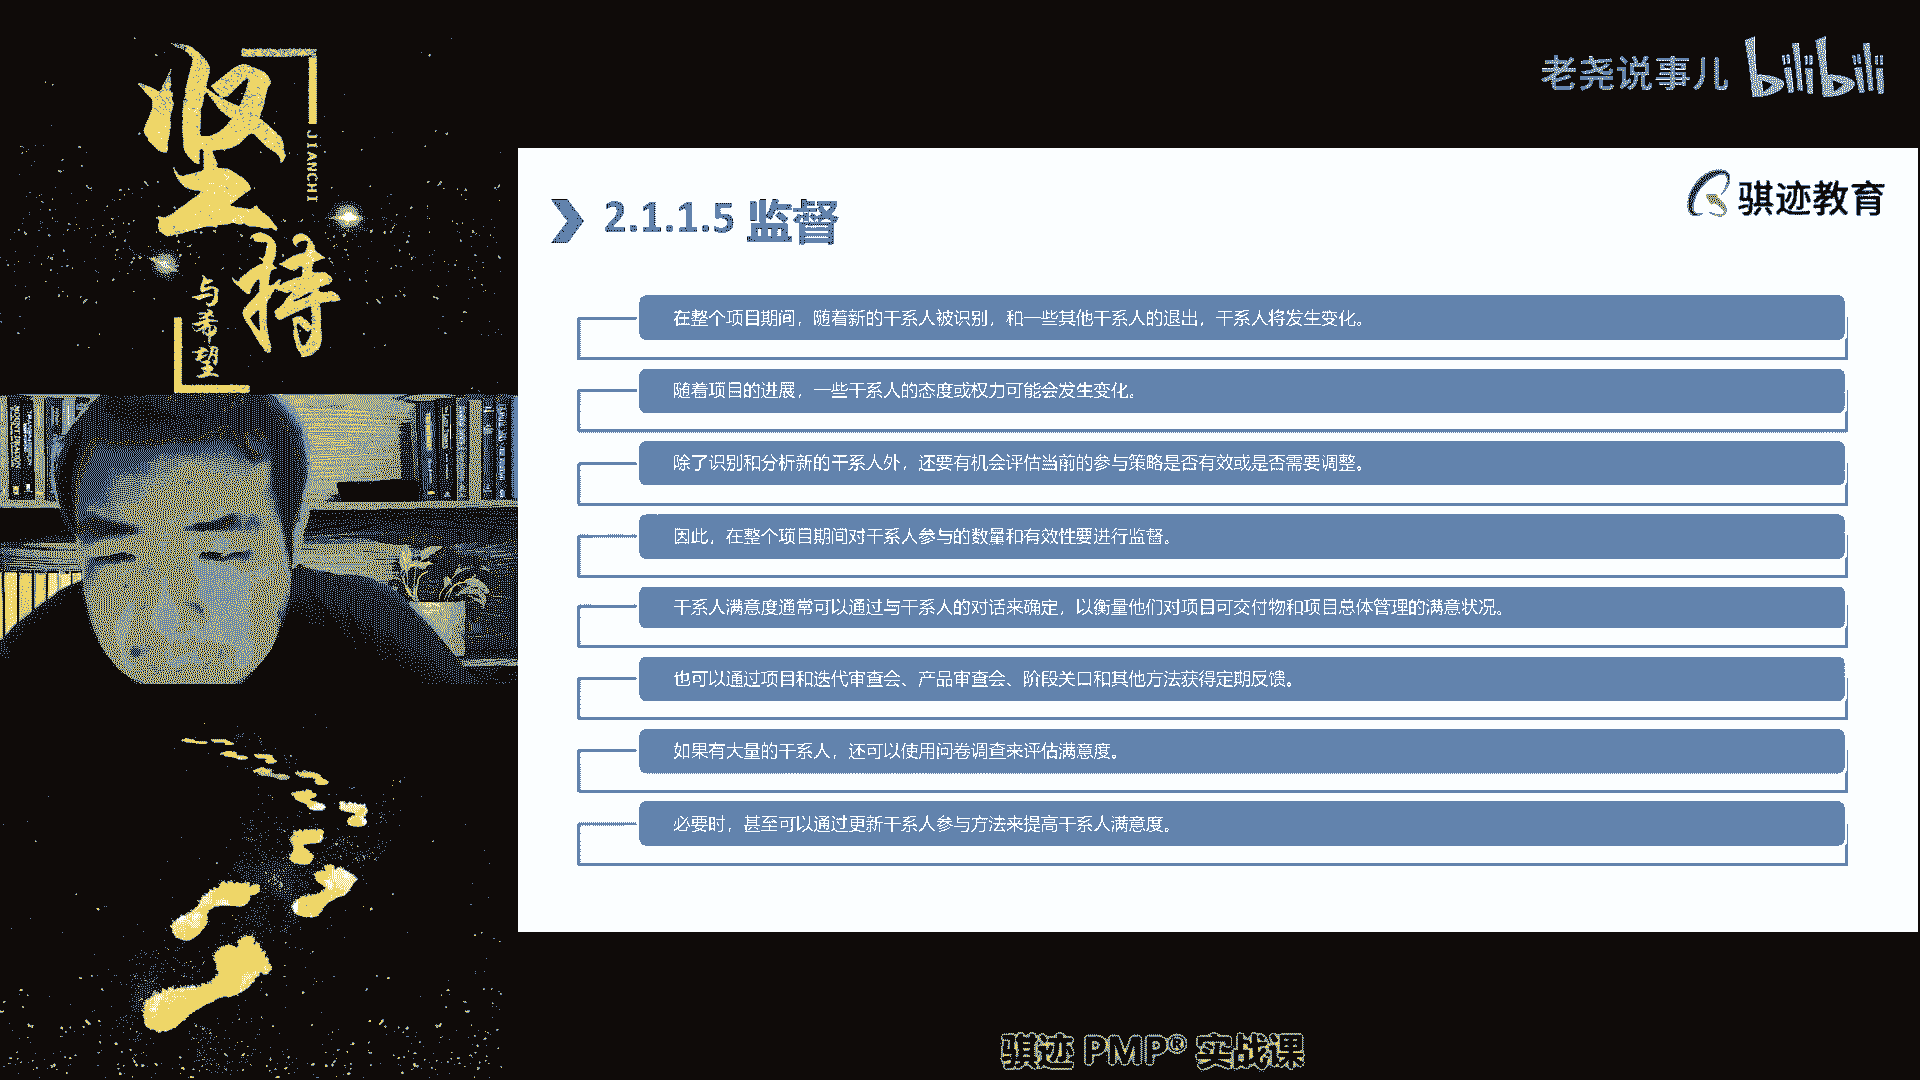 坚持
JIANCHI
与希望
老尧说事儿 bilibili
骐迹教育
2.1.1.5 监督
在整个项目期间，随着新的干系人被识别，和一些其他干系人的退出，干系人将发生变化。
随着项目的进展，一些干系人的态度或权力可能会发生变化。
除了识别和分析新的干系人外，还要有机会评估当前的参与策略是否有效或是否需要调整。
因此，在整个项目期间对干系人参与的数量和有效性要进行监督。
干系人满意度通常可以通过与干系人的对话来确定，以衡量他们对项目可交付物和项目总体管理的满意状况。
也可以通过项目和迭代审查会、产品审查会、阶段关口和其他方法获得定期反馈。
如果有大量的干系人，还可以使用问卷调查来评估满意度。
必要时，甚至可以通过更新干系人参与方法来提高干系人满意度。
骐迹 PMP® 实战课